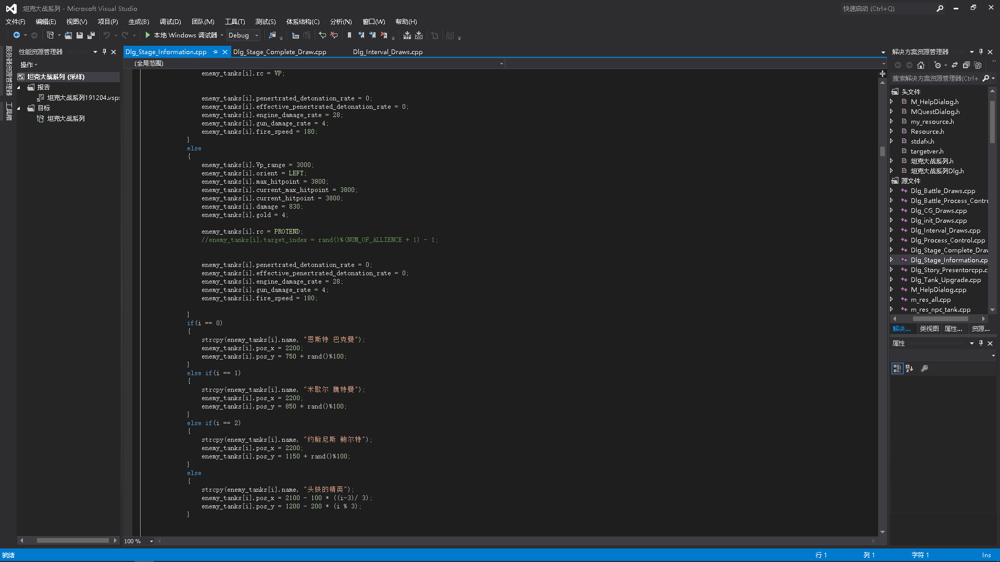 坦克大战系列 - Microsoft Visual Studio
快速启动 (Ctrl+Q)
文件(F) 编辑(E) 视图(V) 项目(P) 生成(B) 调试(D) 团队(M) 工具(T) 测试(S) 体系结构(C) 分析(N) 窗口(W) 帮助(H)
本地 Windows 调试器 Debug
服务器资源管理器
工具箱
性能资源管理器
操作
坦克大战系列 (采样)
报告
坦克大战系列191204.vsp
目标
坦克大战系列
Dlg_Stage_Information.cpp Dlg_Stage_Complete_Draw.cpp Dlg_Interval_Draws.cpp
(全局范围)
enemy_tanks[i].rc = VP;
enemy_tanks[i].penertrated_detonation_rate = 0;
enemy_tanks[i].effective_penertrated_detonation_rate = 0;
enemy_tanks[i].engine_damage_rate = 28;
enemy_tanks[i].gun_damage_rate = 4;
enemy_tanks[i].fire_speed = 180;
}
else
{
enemy_tanks[i].Vp_range = 3000;
enemy_tanks[i].orient = LEFT;
enemy_tanks[i].max_hitpoint = 3800;
enemy_tanks[i].current_max_hitpoint = 3800;
enemy_tanks[i].current_hitpoint = 3800;
enemy_tanks[i].damage = 830;
enemy_tanks[i].gold = 4;
enemy_tanks[i].rc = PROTEND;
//enemy_tanks[i].target_index = rand()%(NUM_OF_ALLIENCE + 1) - 1;
enemy_tanks[i].penertrated_detonation_rate = 0;
enemy_tanks[i].effective_penertrated_detonation_rate = 0;
enemy_tanks[i].engine_damage_rate = 28;
enemy_tanks[i].gun_damage_rate = 4;
enemy_tanks[i].fire_speed = 180;
}
if(i == 0)
{
strcpy(enemy_tanks[i].name, "恩斯特 巴克曼");
enemy_tanks[i].pos_x = 2200;
enemy_tanks[i].pos_y = 750 + rand()%100;
}
else if(i == 1)
{
strcpy(enemy_tanks[i].name, "米歇尔 魏特曼");
enemy_tanks[i].pos_x = 2200;
enemy_tanks[i].pos_y = 850 + rand()%100;
}
else if(i == 2)
{
strcpy(enemy_tanks[i].name, "约翰尼斯 鲍尔特");
enemy_tanks[i].pos_x = 2200;
enemy_tanks[i].pos_y = 1150 + rand()%100;
}
else
{
strcpy(enemy_tanks[i].name, "头铁的精英");
enemy_tanks[i].pos_x = 2100 - 100 * ((i-3)/ 3);
enemy_tanks[i].pos_y = 1200 - 200 * (i % 3);
}
100 %
解决方案资源管理器
搜索解决方案资源管理器(Ctrl+
头文件
M_HelpDialog.h
MQuestDialog.h
my_resource.h
Resource.h
stdafx.h
targetver.h
坦克大战系列.h
坦克大战系列Dlg.h
源文件
Dlg_Battle_Draws.cpp
Dlg_Battle_Process_Contro
Dlg_CG_Draws.cpp
Dlg_init_Draws.cpp
Dlg_Interval_Draws.cpp
Dlg_Process_Control.cpp
Dlg_Stage_Complete_Draw
Dlg_Stage_Information.cp
Dlg_Story_Presentorcpp.c
Dlg_Tank_Upgrade.cpp
M_HelpDialog.cpp
m_res_all.cpp
m_res_npc_tank.cpp
解决... 类视图 属性... 资源...
属性
就绪
行 1 列 1 字符 1 Ins